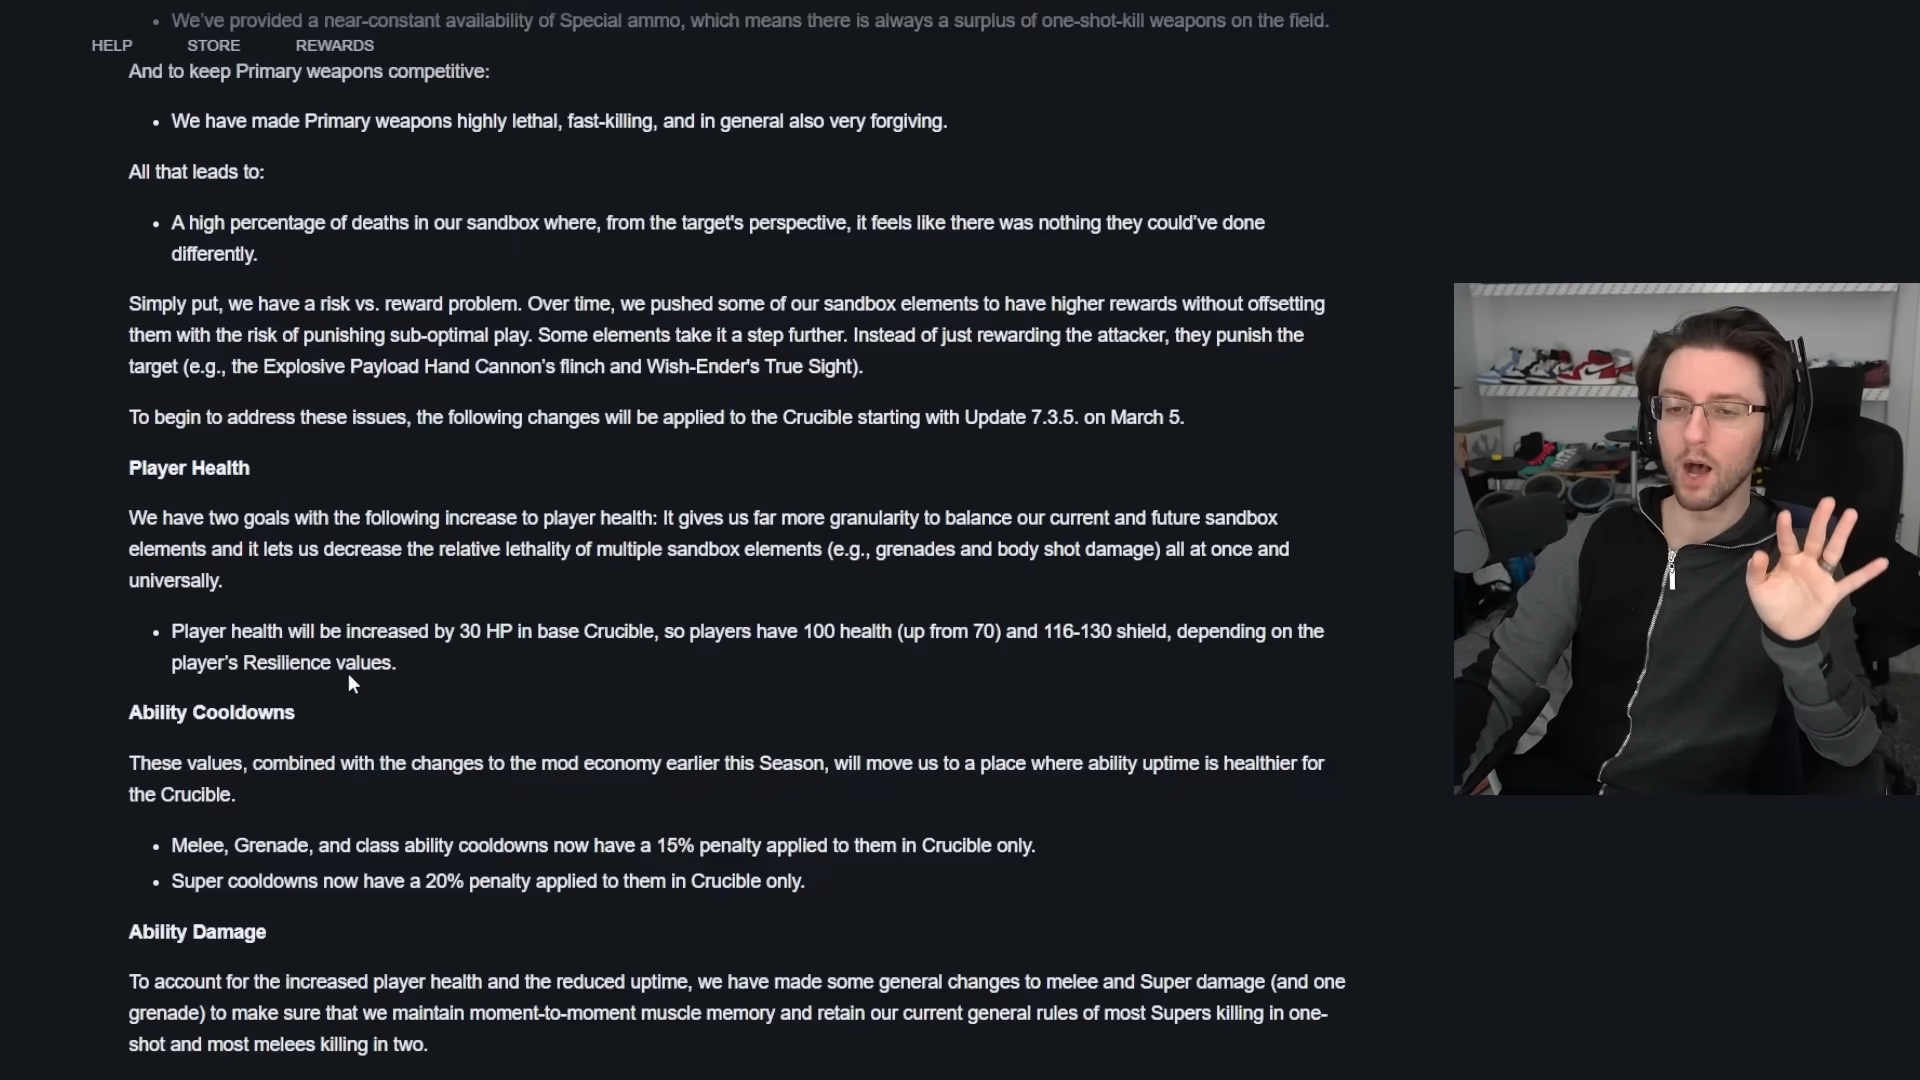 • We've provided a near-constant availability of Special ammo, which means there is always a surplus of one-shot-kill weapons on the field.
HELP STORE REWARDS
And to keep Primary weapons competitive:
• We have made Primary weapons highly lethal, fast-killing, and in general also very forgiving.
All that leads to:
• A high percentage of deaths in our sandbox where, from the target's perspective, it feels like there was nothing they could've done
differently.
Simply put, we have a risk vs. reward problem. Over time, we pushed some of our sandbox elements to have higher rewards without offsetting
them with the risk of punishing sub-optimal play. Some elements take it a step further. Instead of just rewarding the attacker, they punish the
target (e.g., the Explosive Payload Hand Cannon's flinch and Wish-Ender's True Sight).
To begin to address these issues, the following changes will be applied to the Crucible starting with Update 7.3.5. on March 5.
Player Health
We have two goals with the following increase to player health: It gives us far more granularity to balance our current and future sandbox
elements and it lets us decrease the relative lethality of multiple sandbox elements (e.g., grenades and body shot damage) all at once and
universally.
• Player health will be increased by 30 HP in base Crucible, so players have 100 health (up from 70) and 116-130 shield, depending on the
player's Resilience values.
Ability Cooldowns
These values, combined with the changes to the mod economy earlier this Season, will move us to a place where ability uptime is healthier for
the Crucible.
• Melee, Grenade, and class ability cooldowns now have a 15% penalty applied to them in Crucible only.
• Super cooldowns now have a 20% penalty applied to them in Crucible only.
Ability Damage
To account for the increased player health and the reduced uptime, we have made some general changes to melee and Super damage (and one
grenade) to make sure that we maintain moment-to-moment muscle memory and retain our current general rules of most Supers killing in one-
shot and most melees killing in two.